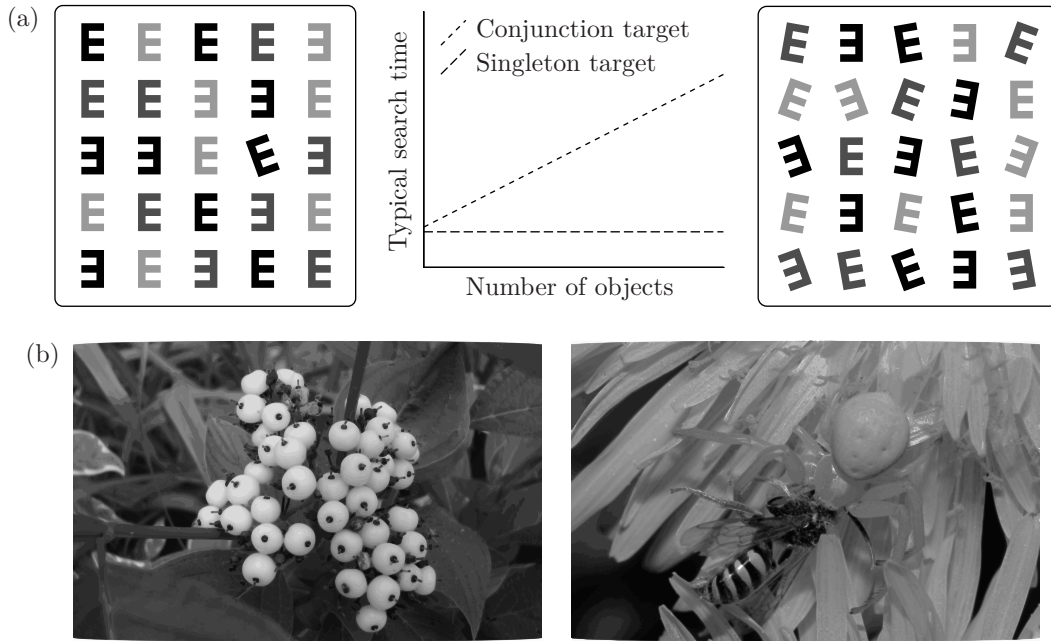 (a)
E E E E Ǝ
E E Ǝ Ǝ E
Ǝ Ǝ Ǝ E Ǝ
E E E Ǝ E
Ǝ E Ǝ E E
Typical search time
Conjunction target
Singleton target
Number of objects
E Ǝ E Ǝ E
E Ǝ E Ǝ E
Ǝ E Ǝ E Ǝ
E Ǝ E E Ǝ
Ǝ E E Ǝ Ǝ
(b)